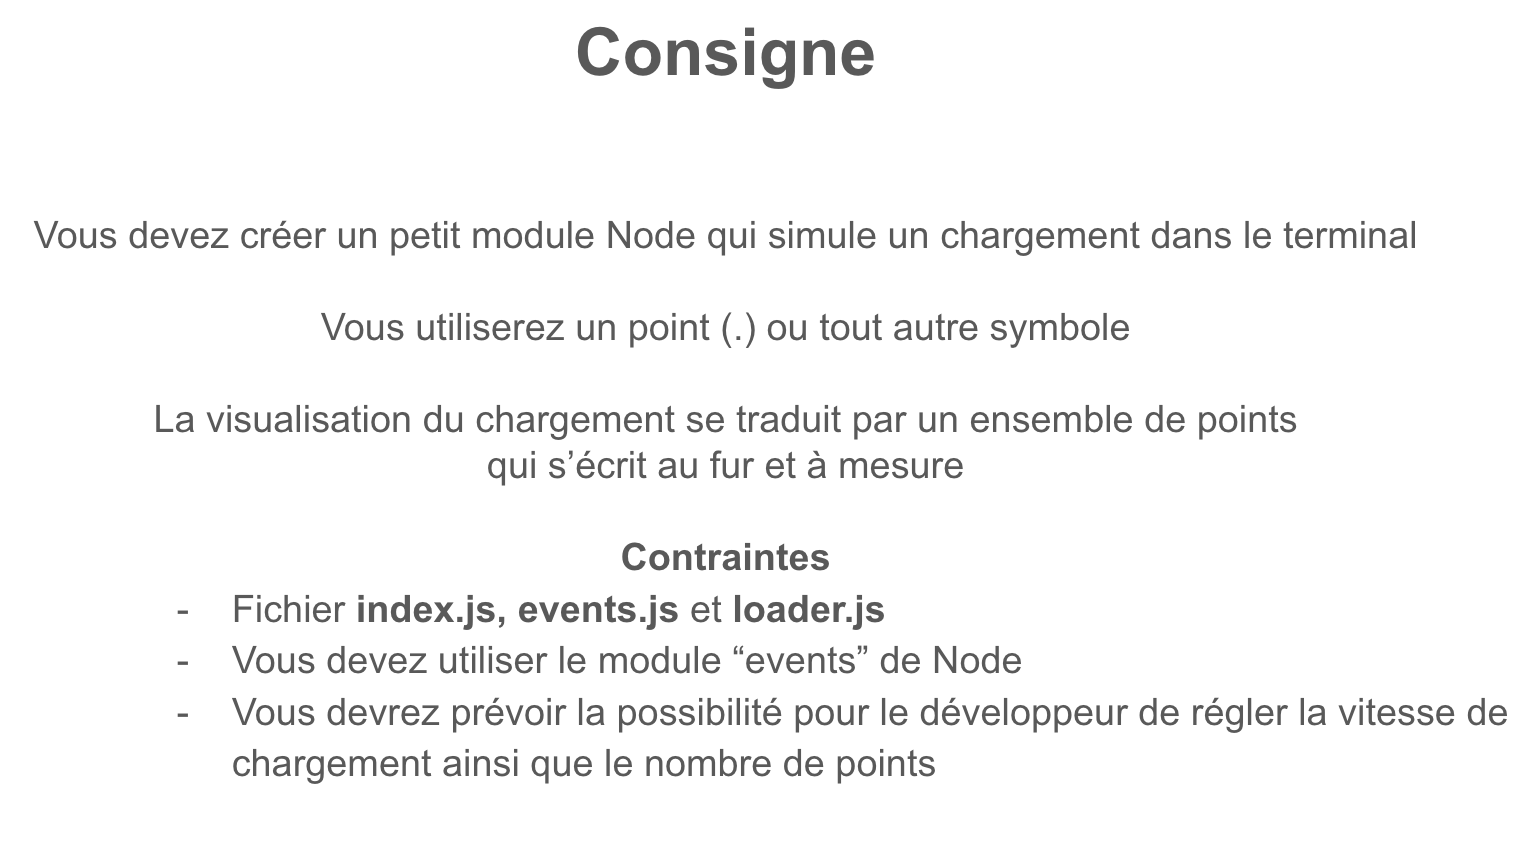 Consigne
Vous devez créer un petit module Node qui simule un chargement dans le terminal
Vous utiliserez un point (.) ou tout autre symbole
La visualisation du chargement se traduit par un ensemble de points
qui s’écrit au fur et à mesure
Contraintes
- Fichier index.js, events.js et loader.js
- Vous devez utiliser le module “events” de Node
- Vous devrez prévoir la possibilité pour le développeur de régler la vitesse de
chargement ainsi que le nombre de points